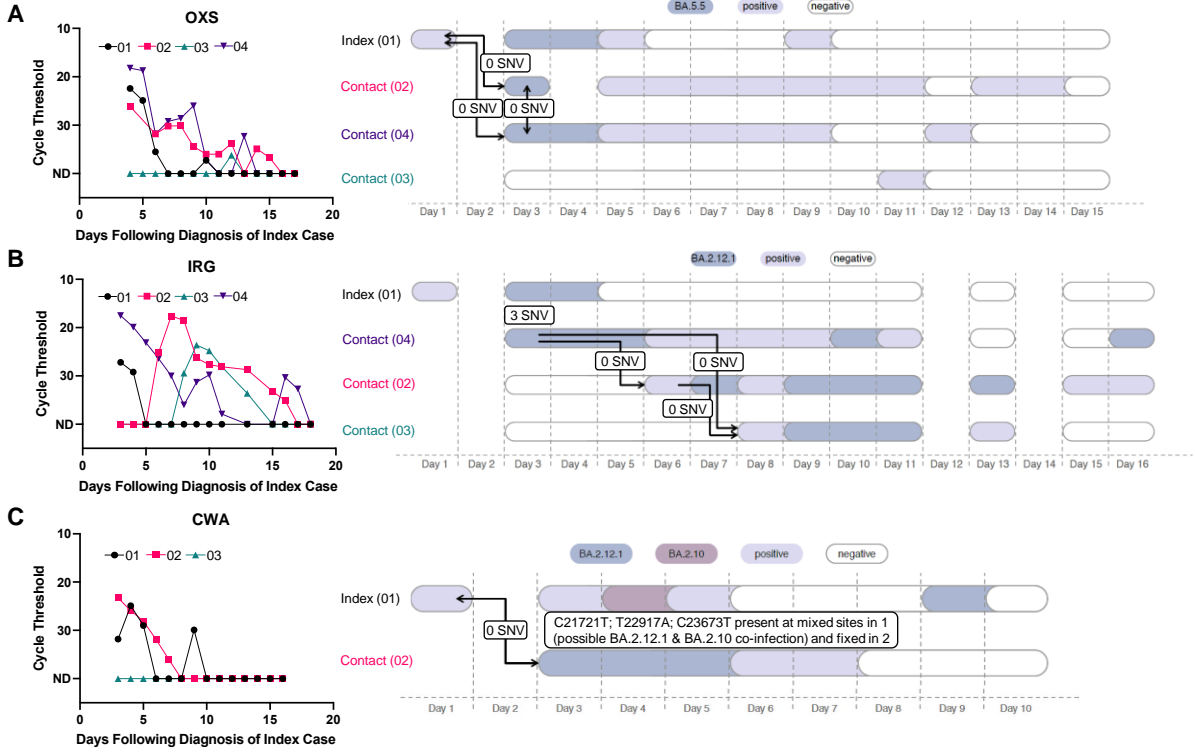 A
OXS
BA.5.5 positive negative
10
20
30
ND
Cycle Threshold
01 02 03 04
0 5 10 15 20
Days Following Diagnosis of Index Case
Index (01)
Contact (02)
Contact (04)
Contact (03)
0 SNV
0 SNV 0 SNV
Day 1 Day 2 Day 3 Day 4 Day 5 Day 6 Day 7 Day 8 Day 9 Day 10 Day 11 Day 12 Day 13 Day 14 Day 15
B
IRG
BA.2.12.1 positive negative
10
20
30
ND
Cycle Threshold
01 02 03 04
0 5 10 15 20
Days Following Diagnosis of Index Case
Index (01)
Contact (04)
Contact (02)
Contact (03)
3 SNV
0 SNV 0 SNV
0 SNV
Day 1 Day 2 Day 3 Day 4 Day 5 Day 6 Day 7 Day 8 Day 9 Day 10 Day 11 Day 12 Day 13 Day 14 Day 15 Day 16
C
CWA
BA.2.12.1 BA.2.10 positive negative
10
20
30
ND
Cycle Threshold
01 02 03
0 5 10 15 20
Days Following Diagnosis of Index Case
Index (01)
Contact (02)
0 SNV
C21721T; T22917A; C23673T present at mixed sites in 1
(possible BA.2.12.1 & BA.2.10 co-infection) and fixed in 2
Day 1 Day 2 Day 3 Day 4 Day 5 Day 6 Day 7 Day 8 Day 9 Day 10